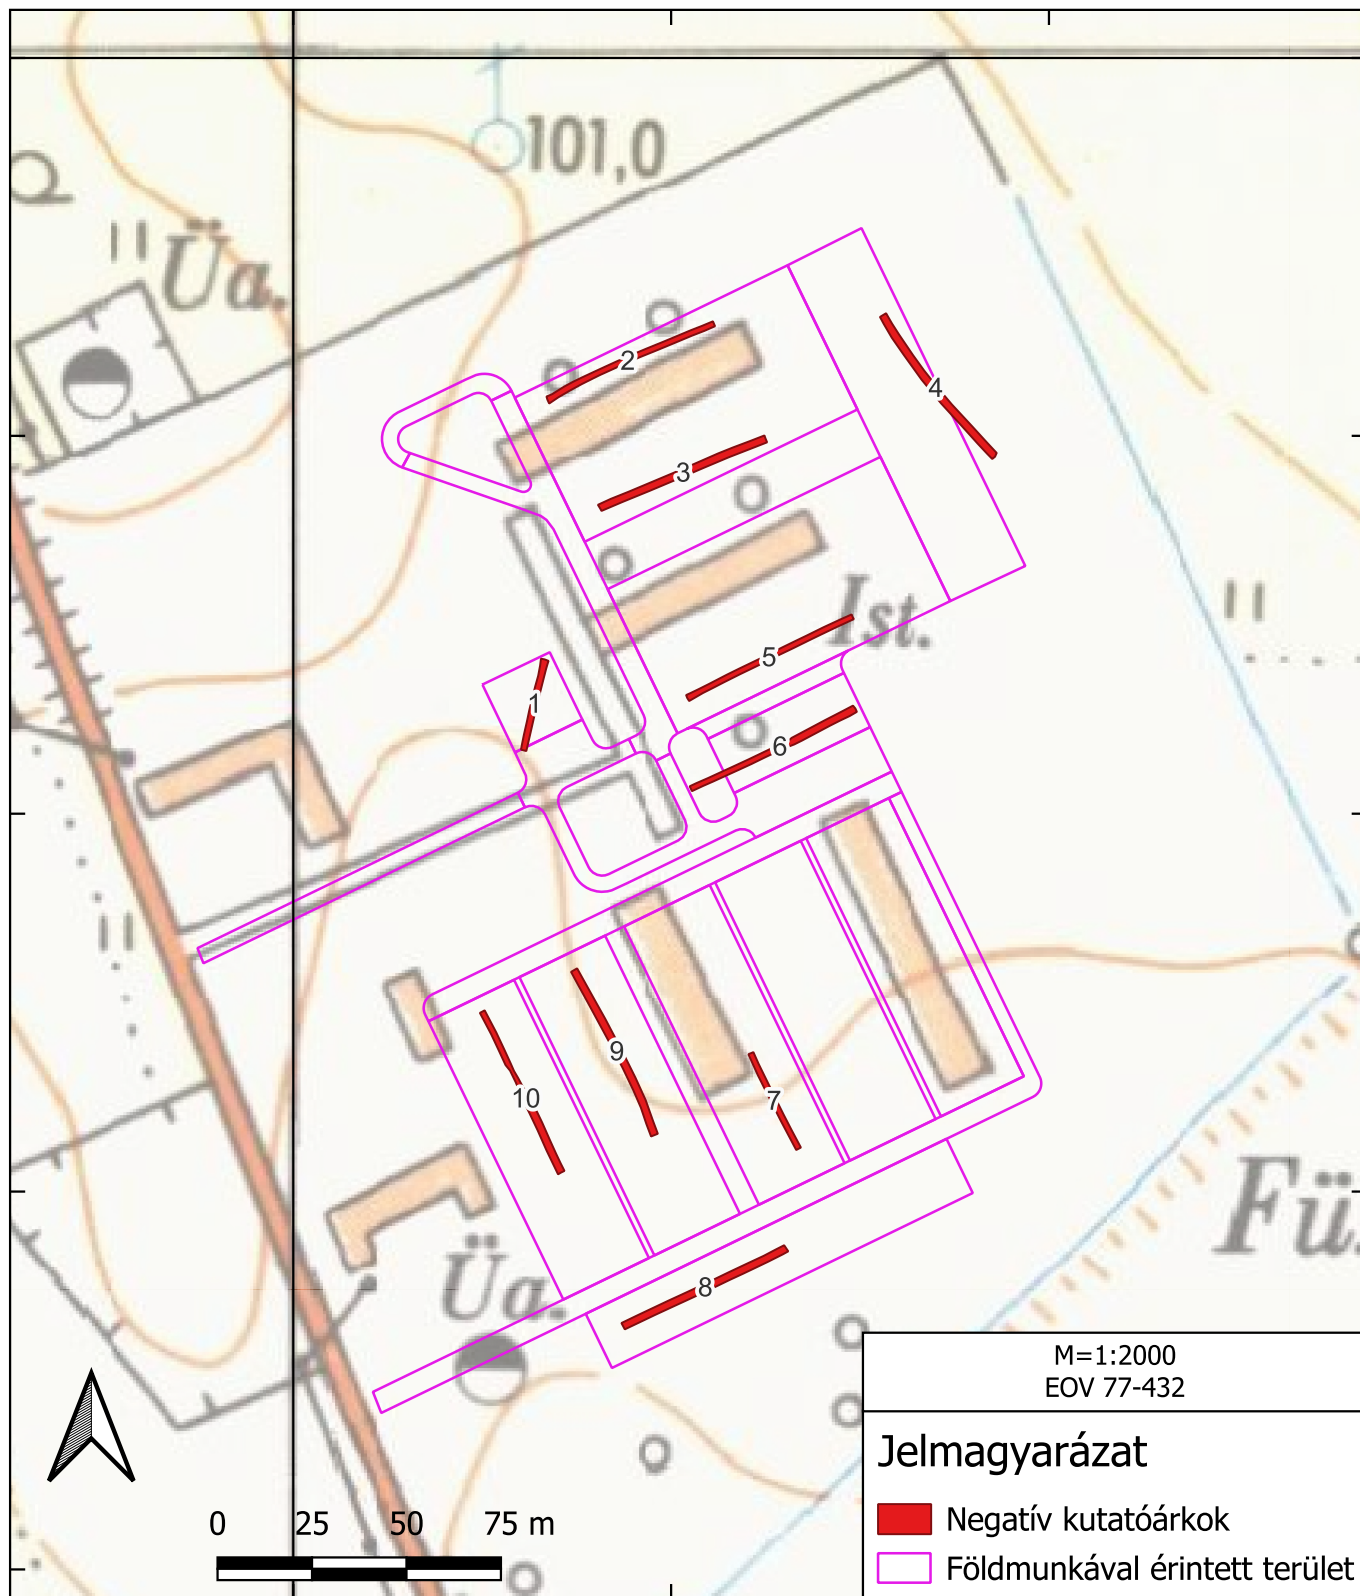 101,0
Üa.
2
4
3
Ist.
5
1
6
9
10
7
Fü.
8
Üa.
M=1:2000
EOV 77-432
Jelmagyarázat
Negatív kutatóárkok
Földmunkával érintett terület
0 25 50 75 m